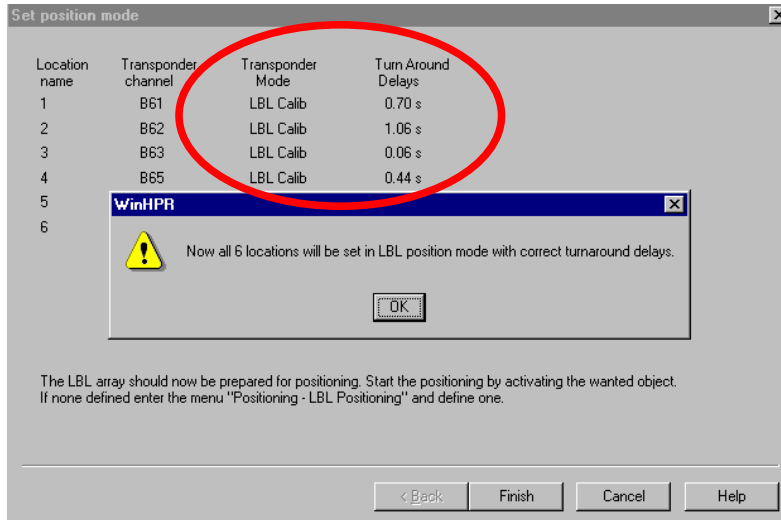 Set position mode
Location Transponder Transponder Turn Around
name channel Mode Delays
1 B61 LBL Calib 0.70 s
2 B62 LBL Calib 1.06 s
3 B63 LBL Calib 0.06 s
4 B65 LBL Calib 0.44 s
5
6
WinHPR
Now all 6 locations will be set in LBL position mode with correct turnaround delays.
OK
The LBL array should now be prepared for positioning. Start the positioning by activating the wanted object.
If none defined enter the menu "Positioning - LBL Positioning" and define one.
< Back Finish Cancel Help